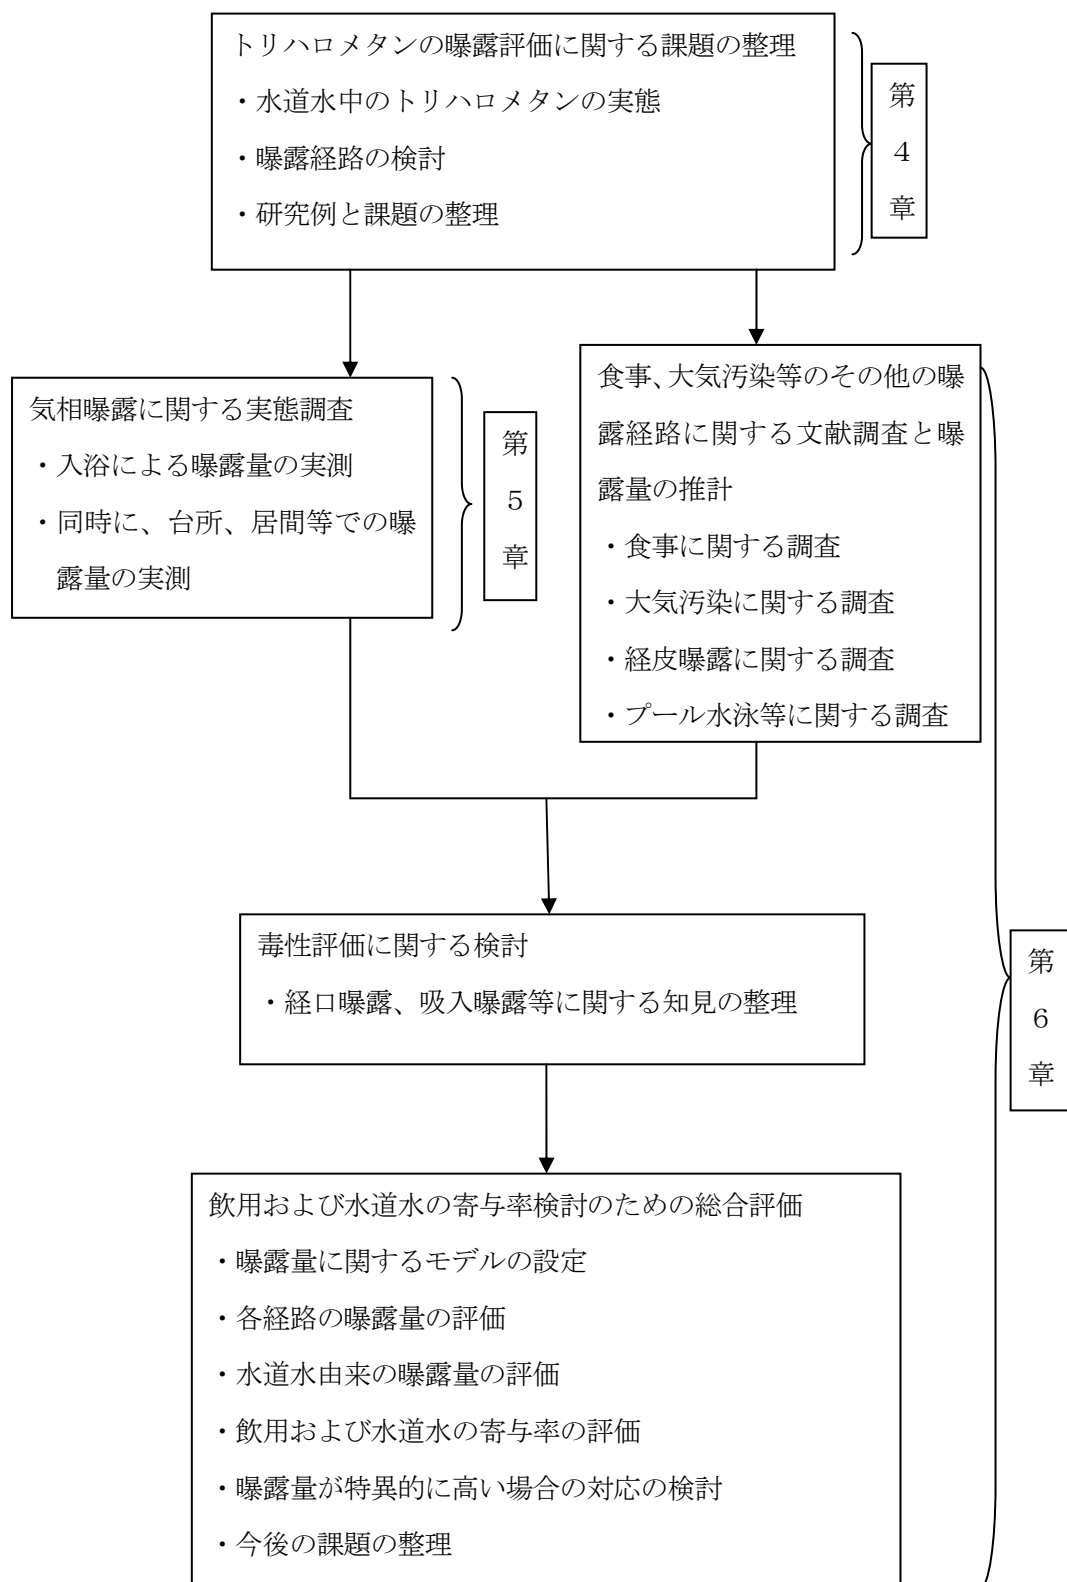 トリハロメタンの曝露評価に関する課題の整理
・水道水中のトリハロメタンの実態
・曝露経路の検討
・研究例と課題の整理
第
4
章
気相曝露に関する実態調査
・入浴による曝露量の実測
・同時に、台所、居間等での曝
露量の実測
第
5
章
食事、大気汚染等のその他の曝
露経路に関する文献調査と曝
露量の推計
・食事に関する調査
・大気汚染に関する調査
・経皮曝露に関する調査
・プール水泳等に関する調査
毒性評価に関する検討
・経口曝露、吸入曝露等に関する知見の整理
第
6
章
飲用および水道水の寄与率検討のための総合評価
・曝露量に関するモデルの設定
・各経路の曝露量の評価
・水道水由来の曝露量の評価
・飲用および水道水の寄与率の評価
・曝露量が特異的に高い場合の対応の検討
・今後の課題の整理